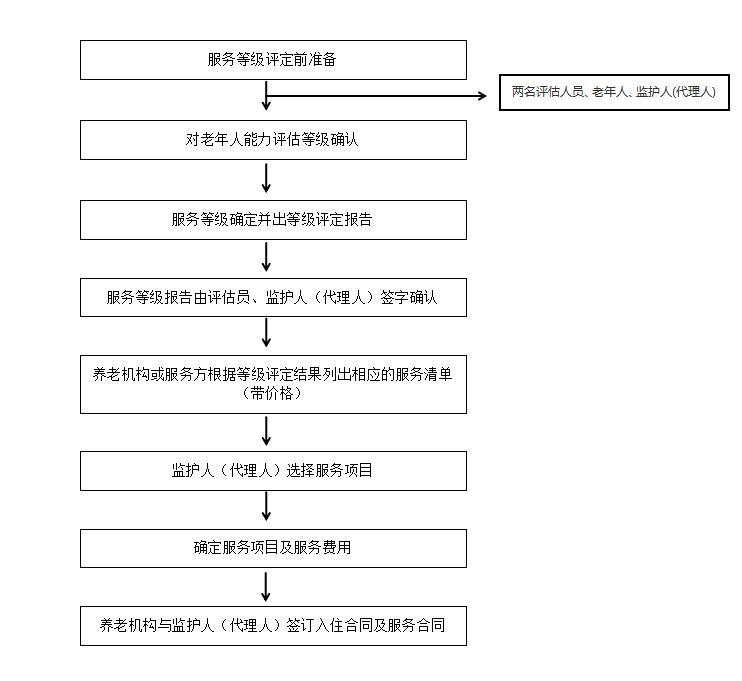 服务等级评定前准备
两名评估人员、老年人、监护人(代理人)
对老年人能力评估等级确认
服务等级确定并出等级评定报告
服务等级报告由评估员、监护人（代理人）签字确认
养老机构或服务方根据等级评定结果列出相应的服务清单
（带价格）
监护人（代理人）选择服务项目
确定服务项目及服务费用
养老机构与监护人（代理人）签订入住合同及服务合同